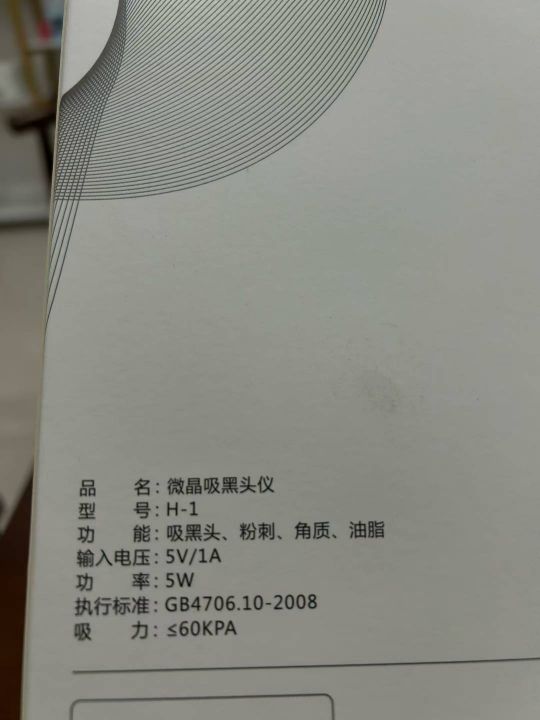 品 名：微晶吸黑头仪
型 号：H-1
功 能：吸黑头、粉刺、角质、油脂
输入电压：5V/1A
功 率：5W
执行标准：GB4706.10-2008
吸 力：≤60KPA